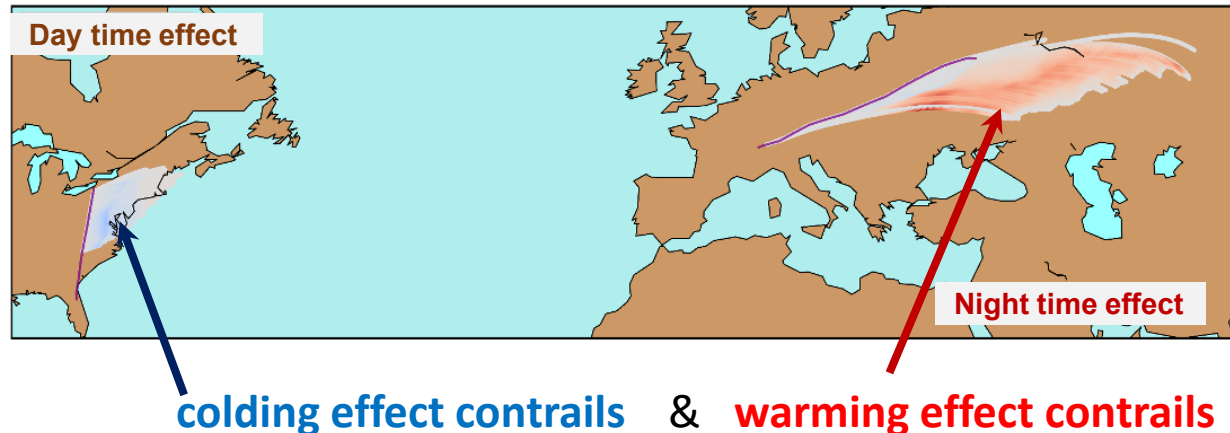 Day time effect
Night time effect
colding effect contrails & warming effect contrails